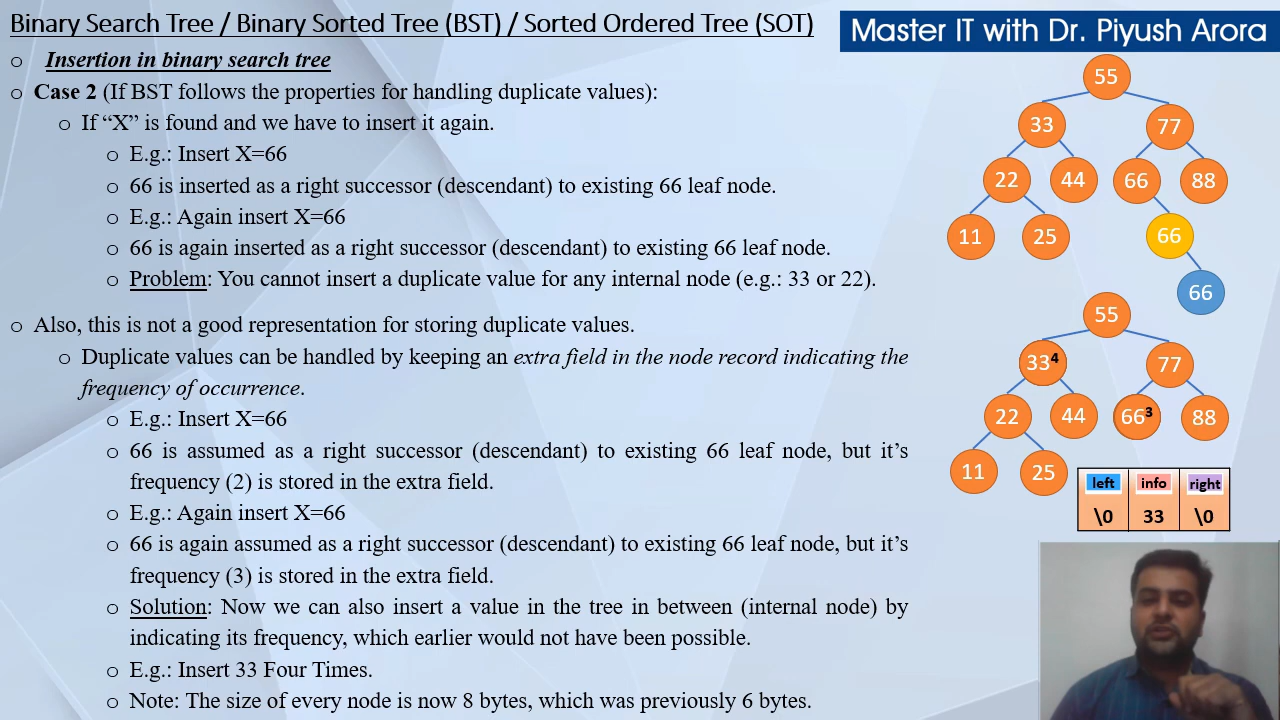 Binary Search Tree / Binary Sorted Tree (BST) / Sorted Ordered Tree (SOT)
Master IT with Dr. Piyush Arora
o Insertion in binary search tree
o Case 2 (If BST follows the properties for handling duplicate values):
o If “X” is found and we have to insert it again.
o E.g.: Insert X=66
o 66 is inserted as a right successor (descendant) to existing 66 leaf node.
o E.g.: Again insert X=66
o 66 is again inserted as a right successor (descendant) to existing 66 leaf node.
o Problem: You cannot insert a duplicate value for any internal node (e.g.: 33 or 22).
o Also, this is not a good representation for storing duplicate values.
o Duplicate values can be handled by keeping an extra field in the node record indicating the
frequency of occurrence.
o E.g.: Insert X=66
o 66 is assumed as a right successor (descendant) to existing 66 leaf node, but it’s
frequency (2) is stored in the extra field.
o E.g.: Again insert X=66
o 66 is again assumed as a right successor (descendant) to existing 66 leaf node, but it’s
frequency (3) is stored in the extra field.
o Solution: Now we can also insert a value in the tree in between (internal node) by
indicating its frequency, which earlier would not have been possible.
o E.g.: Insert 33 Four Times.
o Note: The size of every node is now 8 bytes, which was previously 6 bytes.
55
33 77
22 44 66 88
11 25 66
66
55
33⁴ 77
22 44 66³ 88
11 25
left info right
\0 33 \0